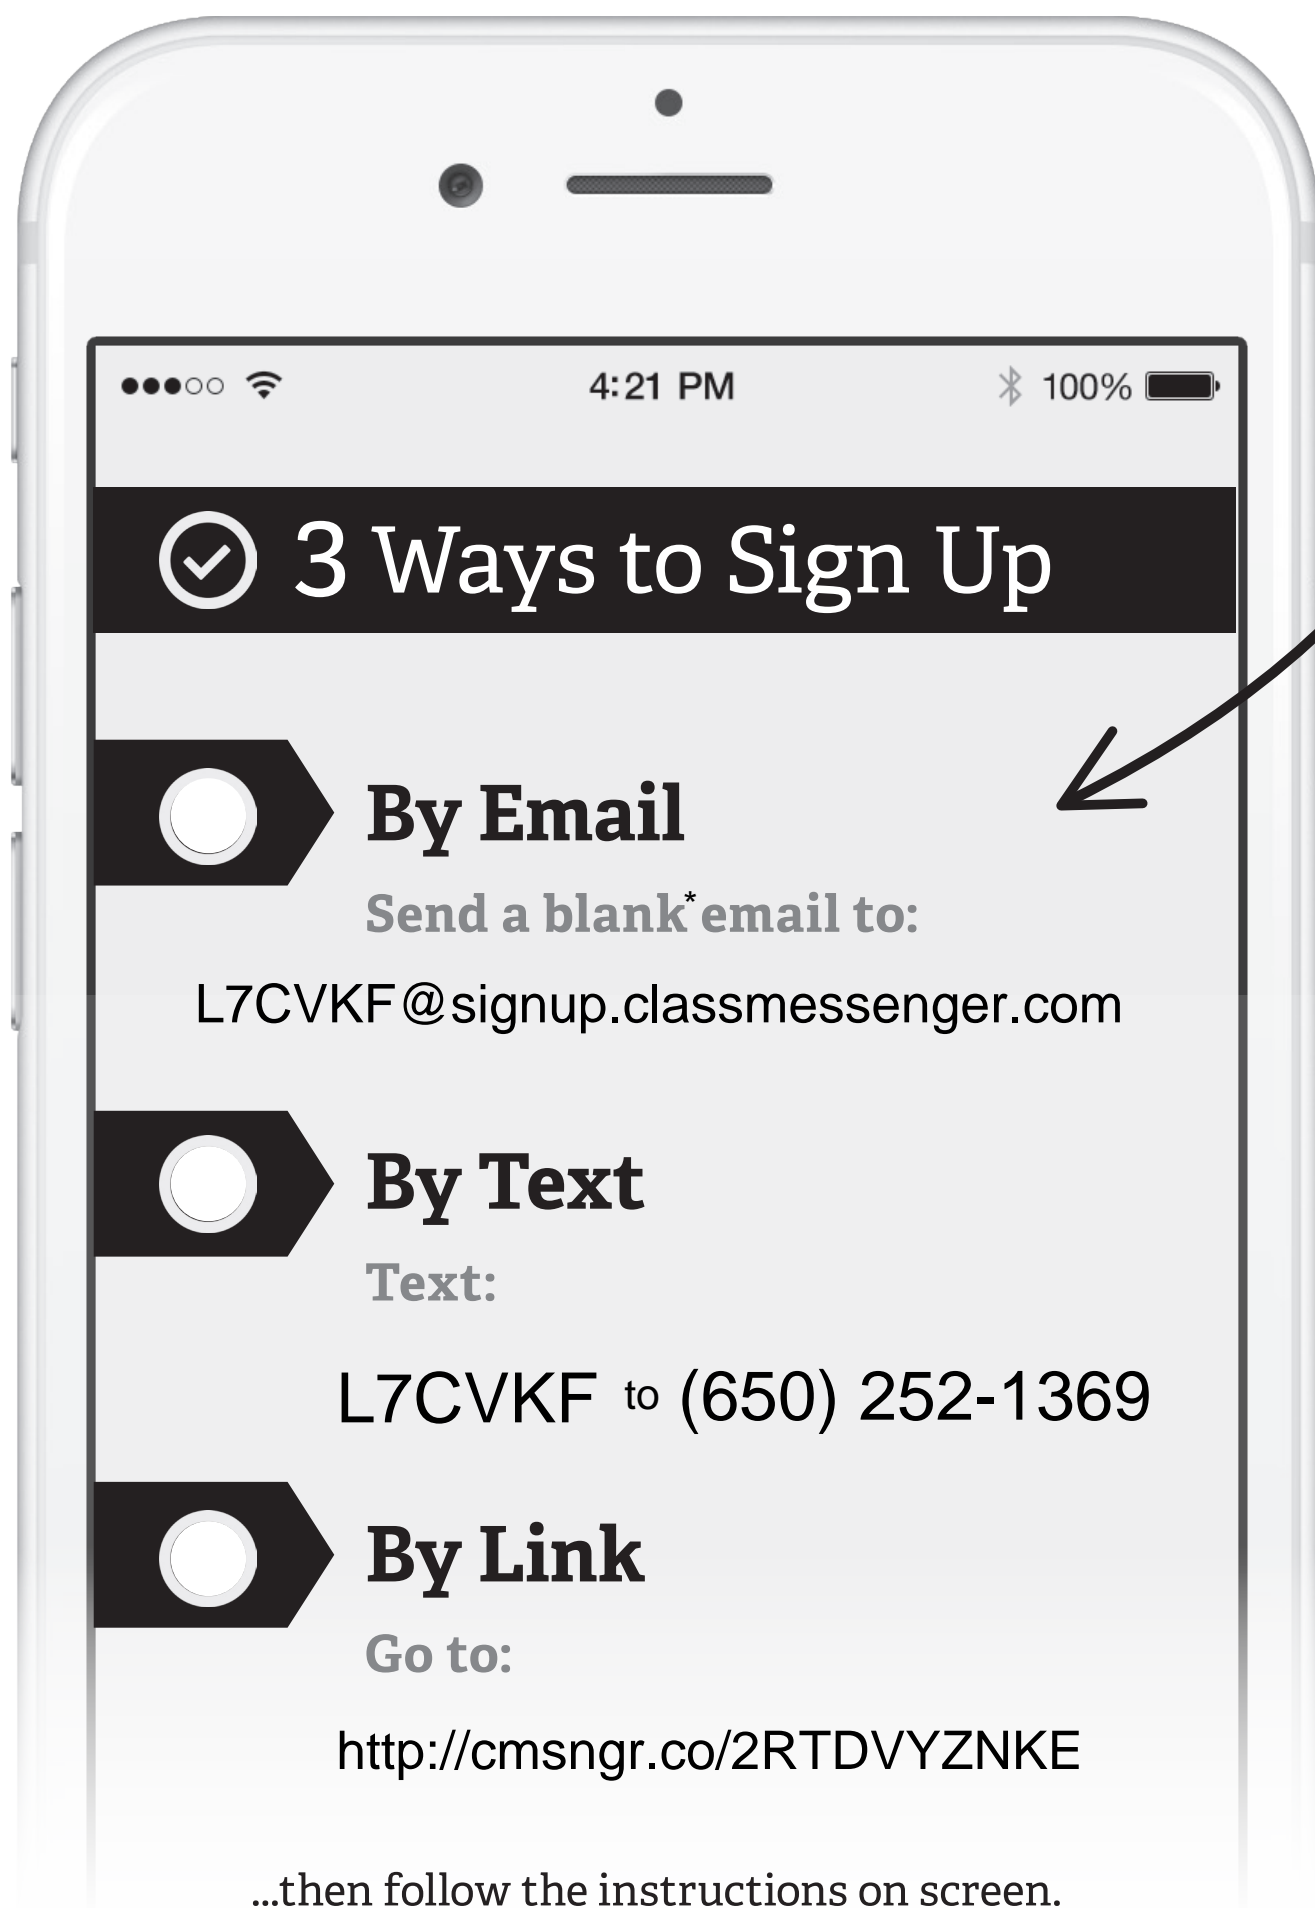 4:21 PM 100%
3 Ways to Sign Up
By Email
Send a blank* email to:
L7CVKF@signup.classmessenger.com
By Text
Text:
L7CVKF to (650) 252-1369
By Link
Go to:
http://cmsngr.co/2RTDVYZNKE
...then follow the instructions on screen.